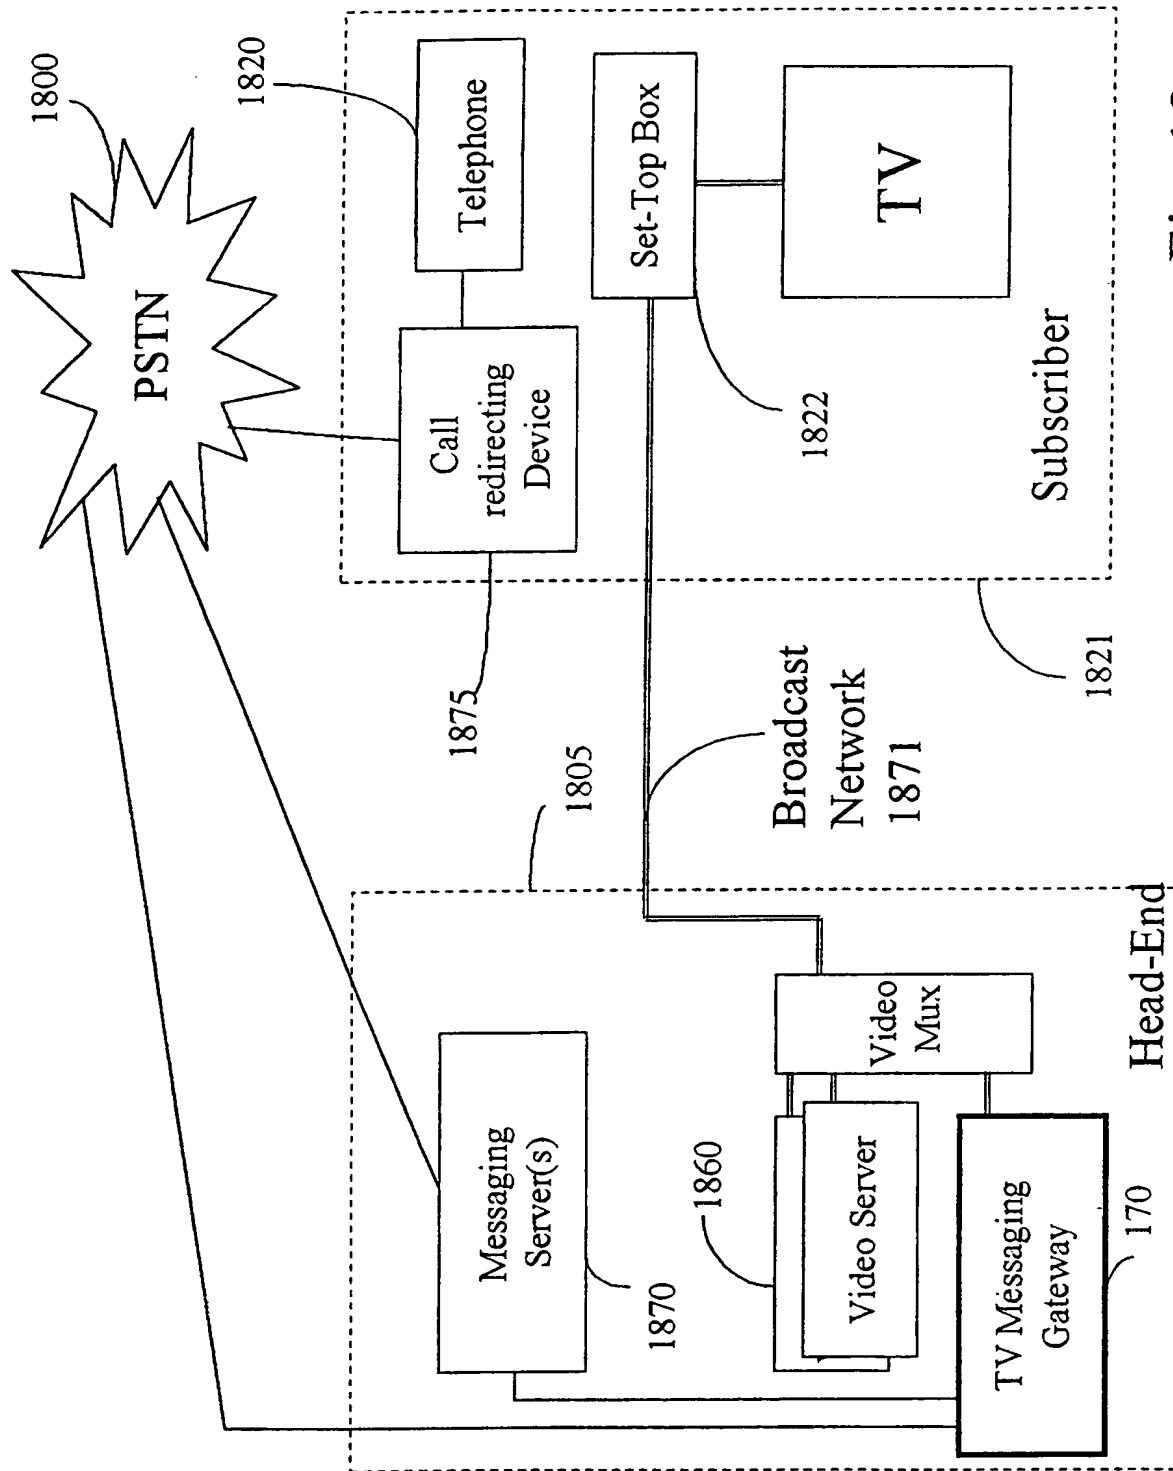 1800
PSTN
1820
Telephone
Call
redirecting
Device
1875
Set-Top Box
1822
TV
Subscriber
1821
Broadcast
Network
1871
1805
Messaging
Server(s)
1870
Video
Mux
1860
Video Server
TV Messaging
Gateway
170
Head-End